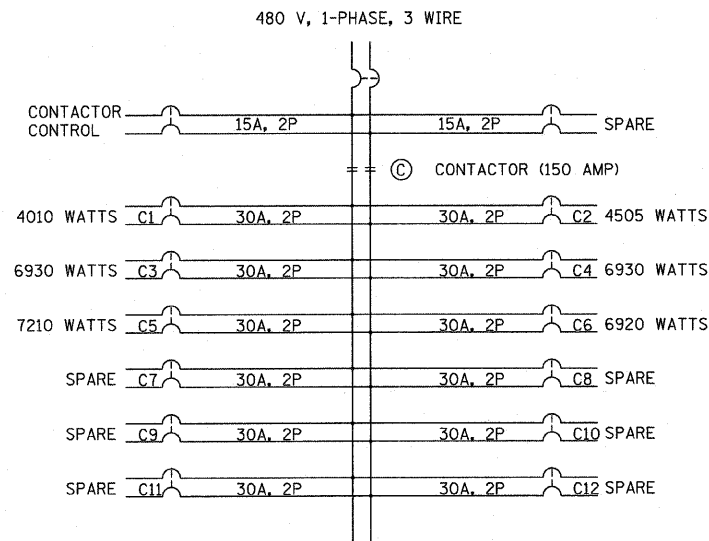 480 V, 1-PHASE, 3 WIRE
CONTACTOR
CONTROL 15A, 2P 15A, 2P SPARE
C CONTACTOR (150 AMP)
4010 WATTS C1 30A, 2P 30A, 2P C2 4505 WATTS
6930 WATTS C3 30A, 2P 30A, 2P C4 6930 WATTS
7210 WATTS C5 30A, 2P 30A, 2P C6 6920 WATTS
SPARE C7 30A, 2P 30A, 2P C8 SPARE
SPARE C9 30A, 2P 30A, 2P C10 SPARE
SPARE C11 30A, 2P 30A, 2P C12 SPARE